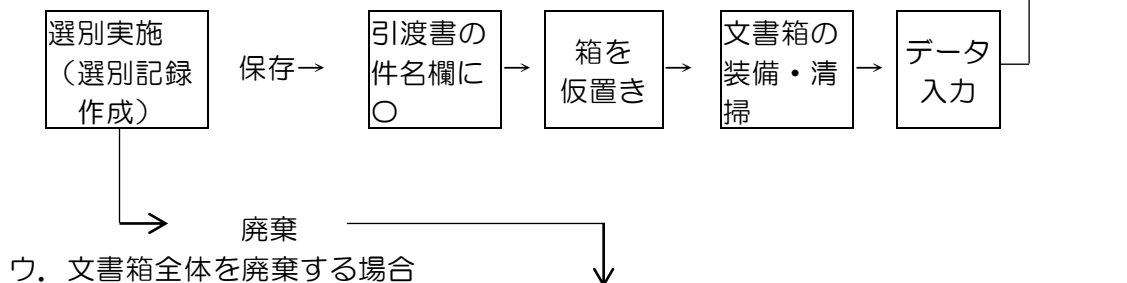 選別実施
（選別記録
作成）
保存→
引渡書の
件名欄に
〇
→
箱を
仮置き
→
文書箱の
装備・清
掃
→
データ
入力
廃棄
ウ．文書箱全体を廃棄する場合